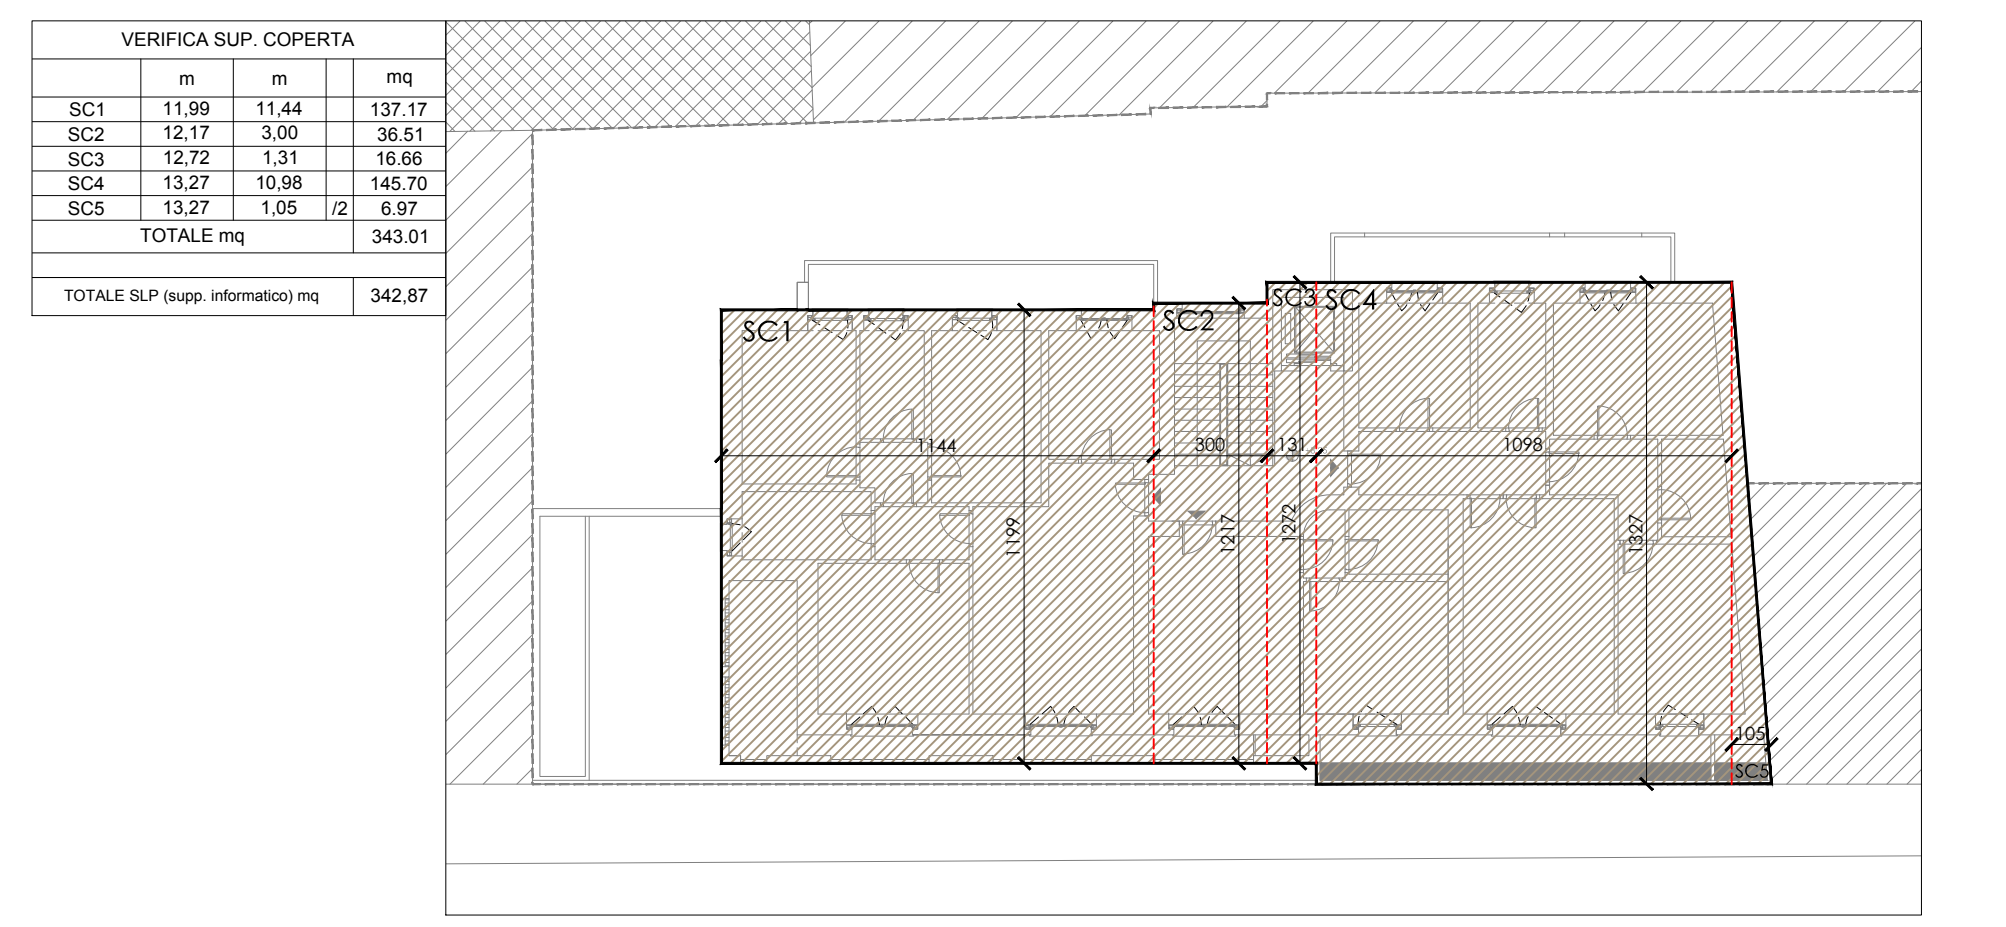 VERIFICA SUP. COPERTA
m m mq
SC1 11,99 11,44 137.17
SC2 12,17 3,00 36.51
SC3 12,72 1,31 16.66
SC4 13,27 10,98 145.70
SC5 13,27 1,05 /2 6.97
TOTALE mq 343.01
TOTALE SLP (supp. informatico) mq 342,87
SC1
SC2
SC3
SC4
1144
300
131
1098
1199
1217
1272
1327
105
SC5